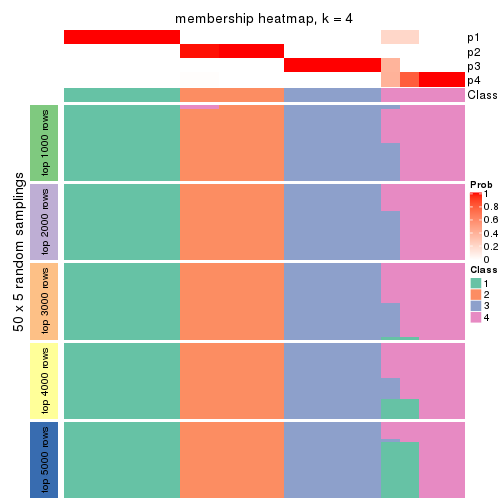 membership heatmap, k = 4
p1
p2
p3
p4
Class
50 x 5 random samplings
top 1000 rows
top 2000 rows
top 3000 rows
top 4000 rows
top 5000 rows
Prob
1
0.8
0.6
0.4
0.2
0
Class
1
2
3
4